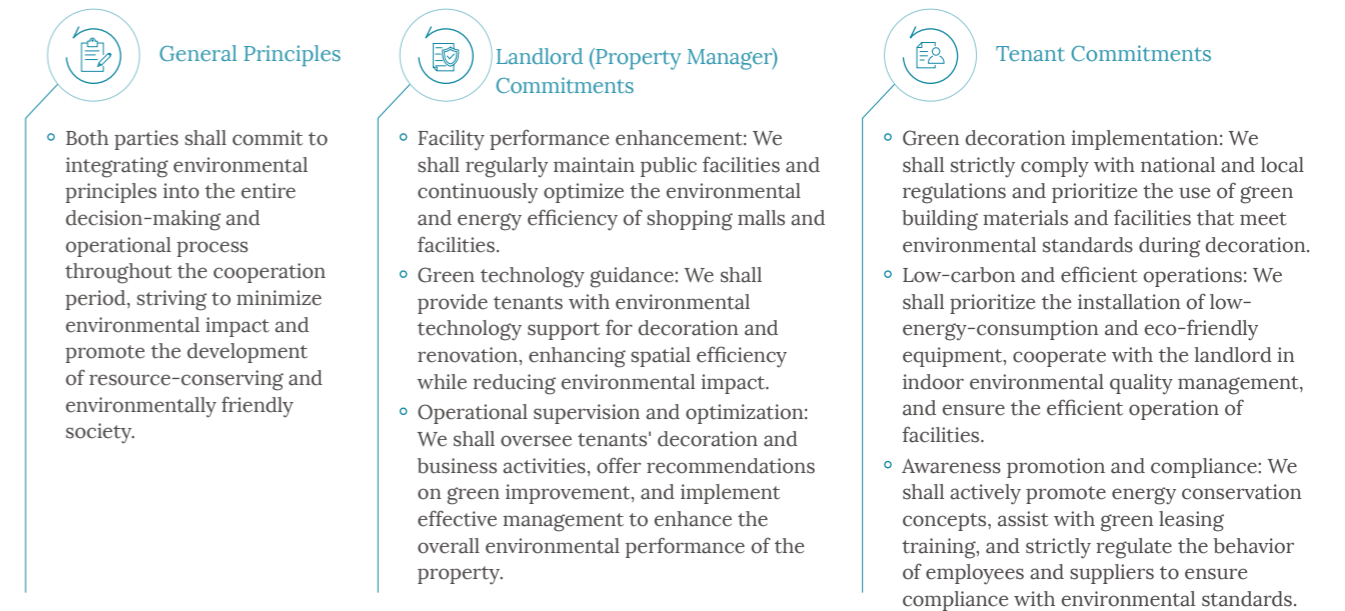 General Principles
Both parties shall commit to
integrating environmental
principles into the entire
decision-making and
operational process
throughout the cooperation
period, striving to minimize
environmental impact and
promote the development
of resource-conserving and
environmentally friendly
society.
Landlord (Property Manager)
Commitments
Facility performance enhancement: We
shall regularly maintain public facilities and
continuously optimize the environmental
and energy efficiency of shopping malls and
facilities.
Green technology guidance: We shall
provide tenants with environmental
technology support for decoration and
renovation, enhancing spatial efficiency
while reducing environmental impact.
Operational supervision and optimization:
We shall oversee tenants' decoration and
business activities, offer recommendations
on green improvement, and implement
effective management to enhance the
overall environmental performance of the
property.
Tenant Commitments
Green decoration implementation: We
shall strictly comply with national and local
regulations and prioritize the use of green
building materials and facilities that meet
environmental standards during decoration.
Low-carbon and efficient operations: We
shall prioritize the installation of low-
energy-consumption and eco-friendly
equipment, cooperate with the landlord in
indoor environmental quality management,
and ensure the efficient operation of
facilities.
Awareness promotion and compliance: We
shall actively promote energy conservation
concepts, assist with green leasing
training, and strictly regulate the behavior
of employees and suppliers to ensure
compliance with environmental standards.